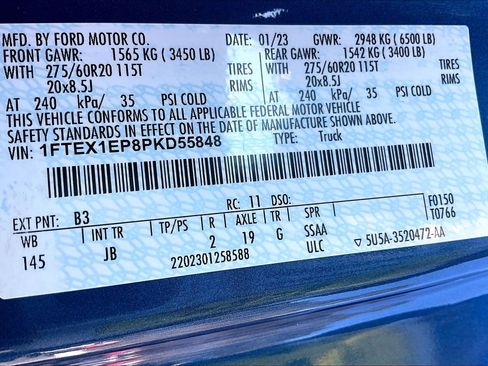 MFD. BY FORD MOTOR CO.
DATE: 01/23 GVWR: 2948 KG ( 6500 LB)
FRONT GAWR: 1565 KG ( 3450 LB) REAR GAWR: 1542 KG ( 3400 LB)
WITH 275/60R20 115T TIRES WITH 275/60R20 115T TIRES
20x8.5J RIMS 20x8.5J RIMS
AT 240 kPa/ 35 PSI COLD AT 240 kPa/ 35 PSI COLD
THIS VEHICLE CONFORMS TO ALL APPLICABLE FEDERAL MOTOR VEHICLE
SAFETY STANDARDS IN EFFECT ON THE DATE OF MANUFACTURE SHOWN ABOVE.
VIN: 1FTEX1EP8PKD55848 TYPE: Truck
EXT PNT: B3 RC: 11 DSO:
WB INT TR TP/PS R AXLE TR SPR F0150
145 JB 2 19 G SSAA T0766
ULC ▽ 5U5A-3520472-AA
2202301258588